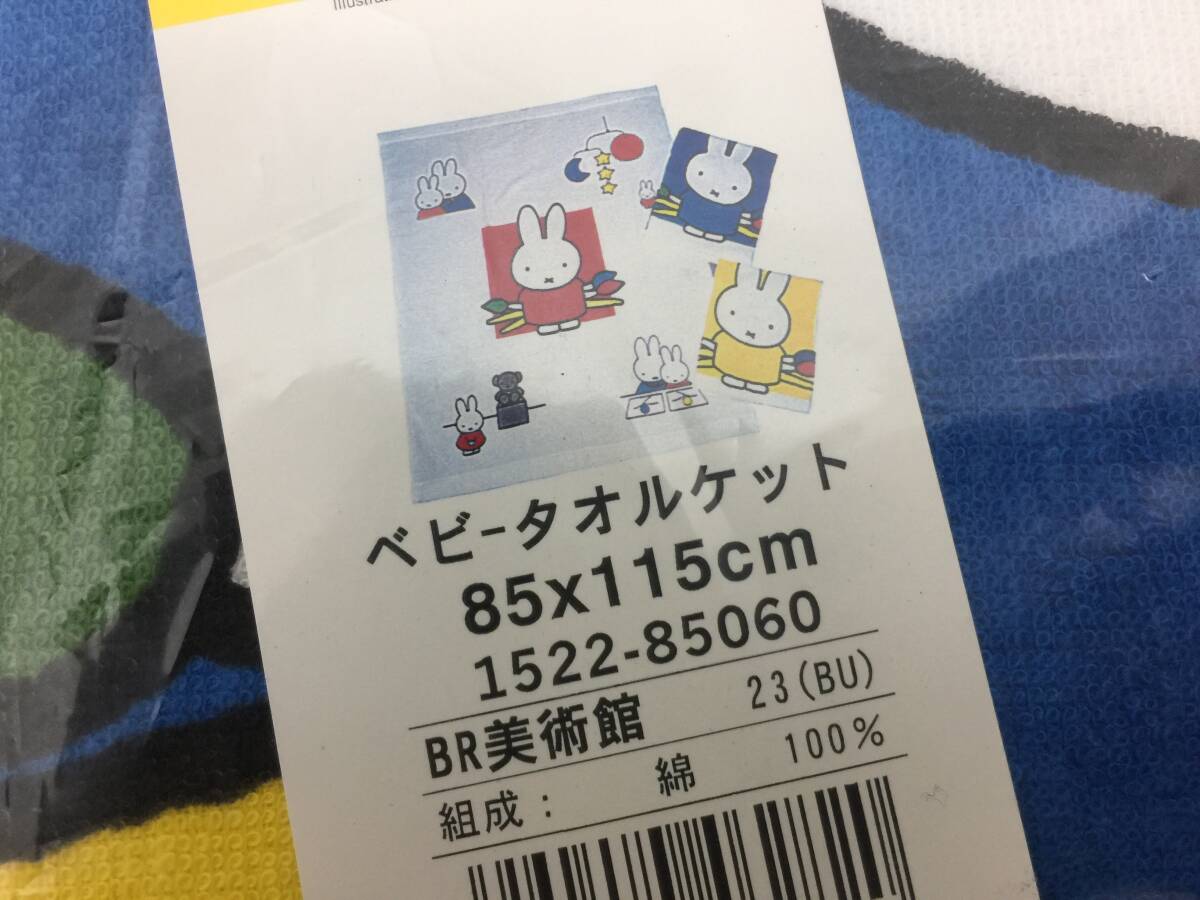 ベビータオルケット
85x115cm
1522-85060
BR美術館 23(BU)
組成: 綿 100%